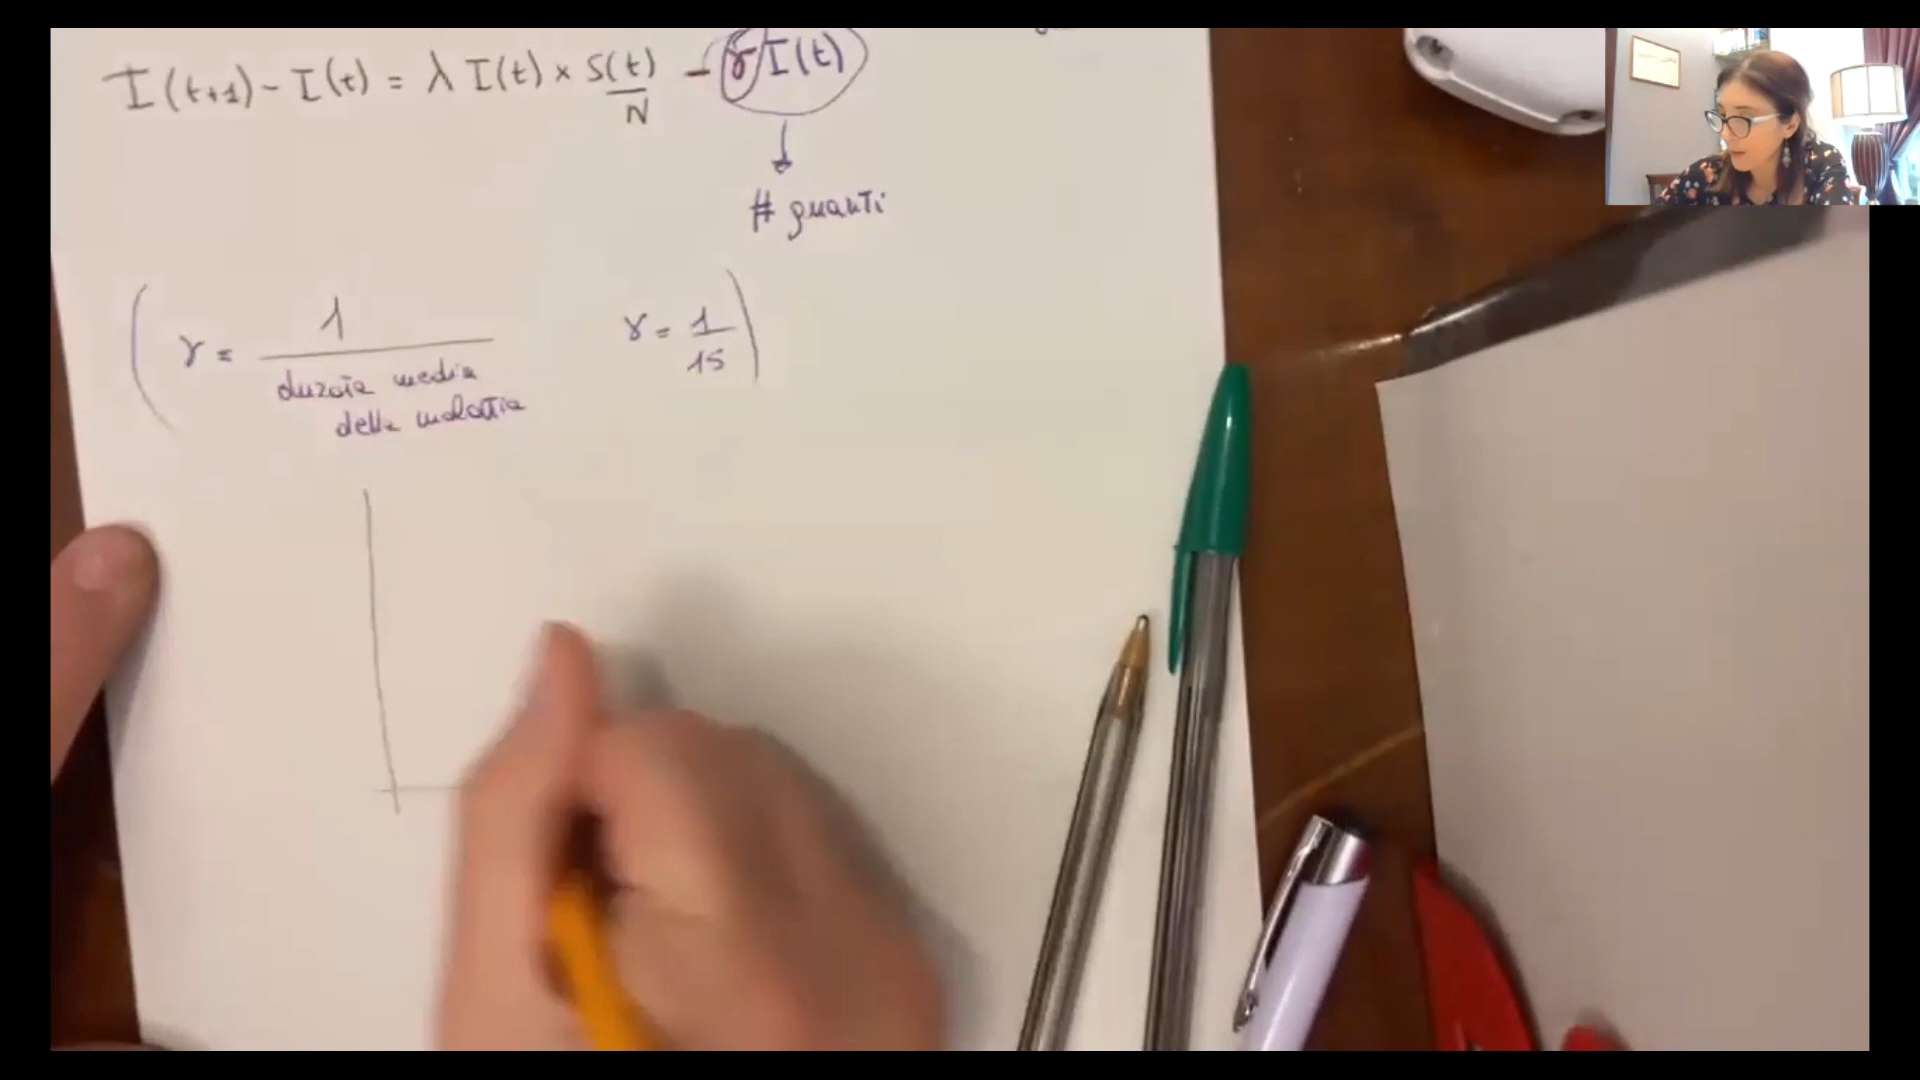 I(t+1) - I(t) = λ I(t) × S(t)/N - γ I(t)
# guariti
γ = 1 / durata media della malattia
γ = 1/15